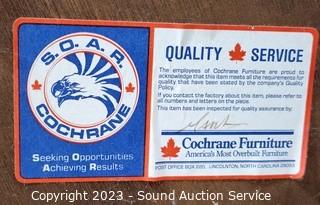 S.O.A.R.
COCHRANE
SEEKING OPPORTUNITIES
ACHIEVING RESULTS
QUALITY SERVICE
The employees of Cochrane Furniture are proud to
acknowledge that this item meets all the requirements for
quality that have been stated by the company's Quality
Policy.
If you contact the factory about this item, please refer to
all numbers and letters on the place.
This item has been inspected for quality assurance by:
Cochrane Furniture
America's Most Overbuilt Furniture
POST OFFICE BOX 220, LINCOLNTON, NORTH CAROLINA 28093
Copyright 2023 - Sound Auction Service